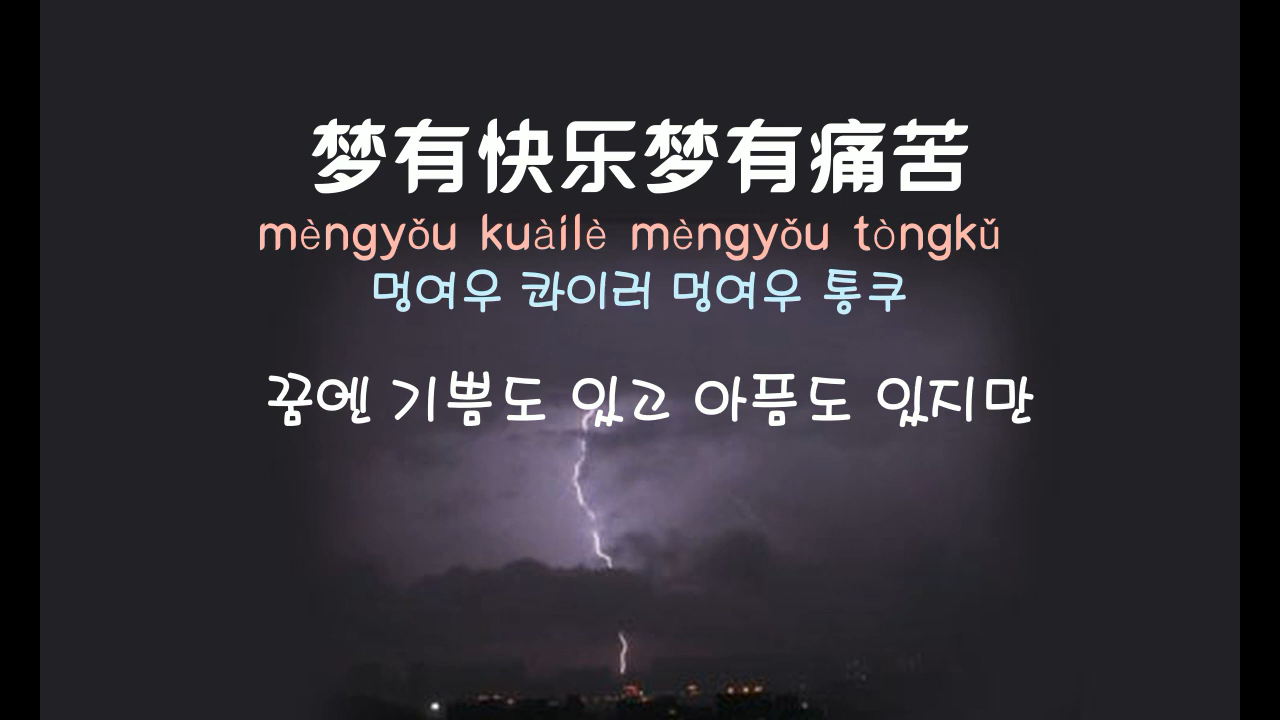 梦有快乐梦有痛苦
mèngyǒu kuàilè mèngyǒu tòngkǔ
멍여우 콰이러 멍여우 통쿠
꿈엔 기쁨도 있고 아픔도 있지만